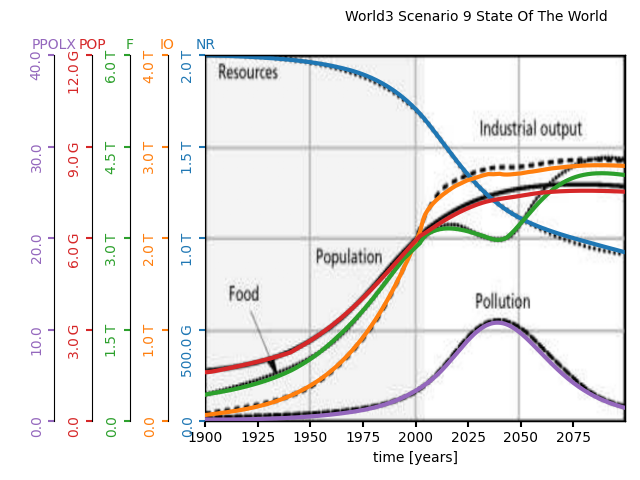 World3 Scenario 9 State Of The World
PPOLX POP F IO NR
40.0 12.0 G 6.0 T 4.0 T 2.0 T
30.0 9.0 G 4.5 T 3.0 T 1.5 T
20.0 6.0 G 3.0 T 2.0 T 1.0 T
10.0 3.0 G 1.5 T 1.0 T 500.0 G
0.0 0.0 0.0 0.0 0.0
Resources
Industrial output
Population
Food
Pollution
1900 1925 1950 1975 2000 2025 2050 2075
time [years]